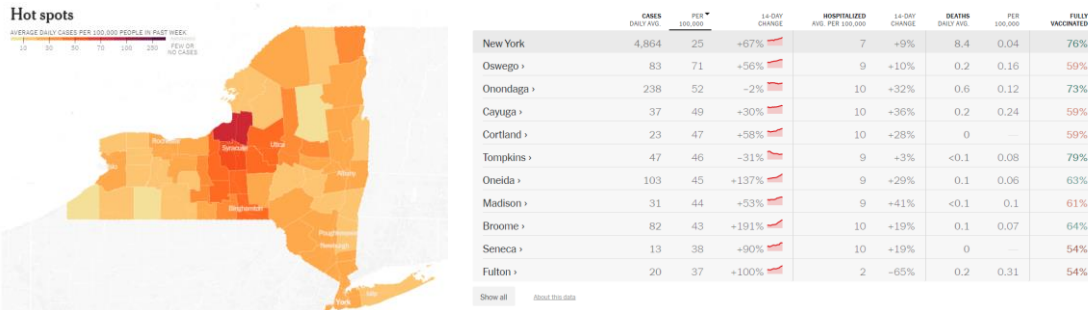 Hot spots
AVERAGE DAILY CASES PER 100,000 PEOPLE IN PAST WEEK
10 30 50 70 100 250 FEW OR NO CASES
Rochester
Syracuse
Utica
Albany
Binghamton
Poughkeepsie
Newburgh
York
CASES DAILY AVG. PER 100,000 14-DAY CHANGE HOSPITALIZED AVG. PER 100,000 14-DAY CHANGE DEATHS DAILY AVG. PER 100,000 FULLY VACCINATED
New York 4,864 25 +67% 7 +9% 8.4 0.04 76%
Oswego › 83 71 +56% 9 +10% 0.2 0.16 59%
Onondaga › 238 52 –2% 10 +32% 0.6 0.12 73%
Cayuga › 37 49 +30% 10 +36% 0.2 0.24 59%
Cortland › 23 47 +58% 10 +28% 0 — 59%
Tompkins › 47 46 –31% 9 +3% <0.1 0.08 79%
Oneida › 103 45 +137% 9 +29% 0.1 0.06 63%
Madison › 31 44 +53% 9 +41% <0.1 0.1 61%
Broome › 82 43 +191% 10 +19% 0.1 0.07 64%
Seneca › 13 38 +90% 10 +19% 0 — 54%
Fulton › 20 37 +100% 2 –65% 0.2 0.31 54%
Show all About this data